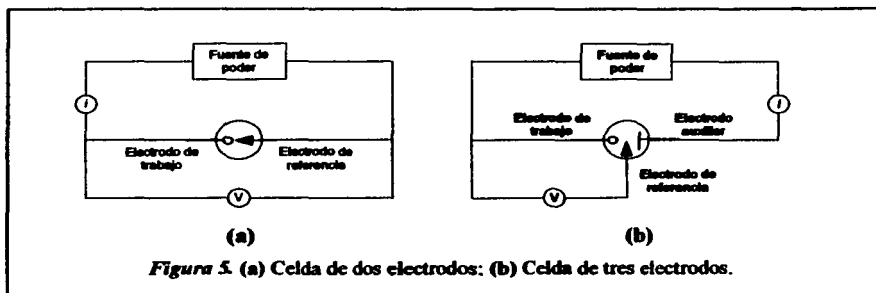 Fuente de
poder
i
Electrodo de
trabajo
Electrodo de
referencia
V
(a)
Fuente de
poder
i
Electrodo de
trabajo
Electrodo
auxiliar
Electrodo de
referencia
V
(b)
Figura 5. (a) Celda de dos electrodos; (b) Celda de tres electrodos.